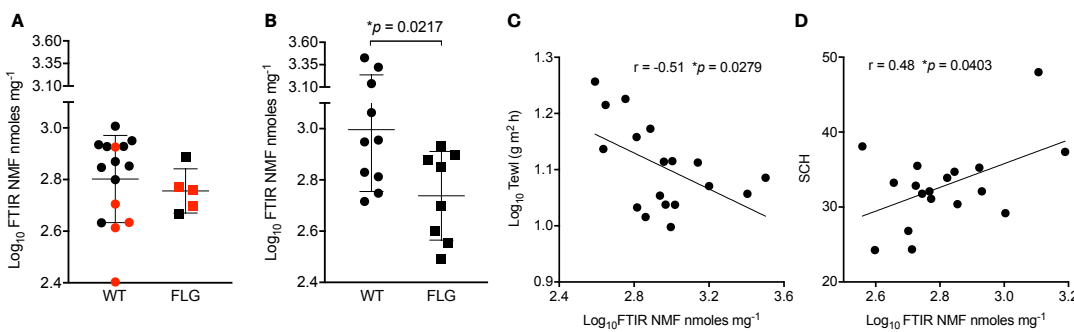 A
Log₁₀ FTIR NMF nmoles mg⁻¹
3.60
3.35
3.10
3.0
2.8
2.6
2.4
WT
FLG
B
*p = 0.0217
Log₁₀ FTIR NMF nmoles mg⁻¹
3.60
3.35
3.10
3.0
2.8
2.6
2.4
WT
FLG
C
r = -0.51 *p = 0.0279
Log₁₀ Tewl (g m² h)
1.3
1.2
1.1
1.0
0.9
2.4
2.8
3.2
3.6
Log₁₀FTIR NMF nmoles mg⁻¹
D
r = 0.48 *p = 0.0403
SCH
60
50
40
30
20
2.6
2.8
3.0
3.2
Log₁₀FTIR NMF nmoles mg⁻¹